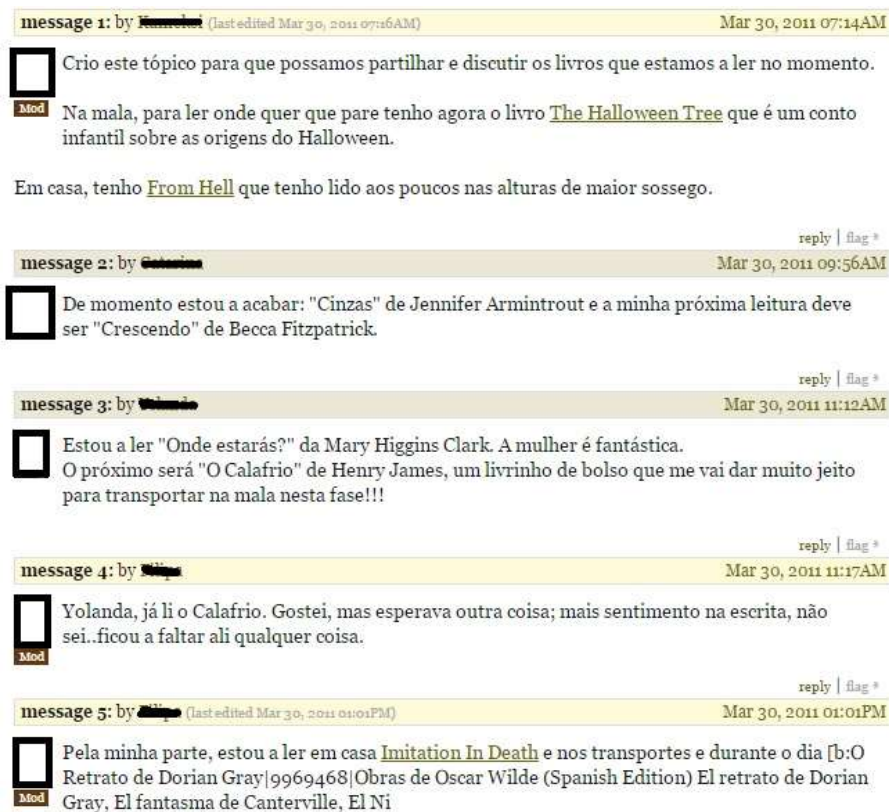 message 1: by (last edited Mar 30, 2011 07:16AM) Mar 30, 2011 07:14AM
Crio este tópico para que possamos partilhar e discutir os livros que estamos a ler no momento.
Mod
Na mala, para ler onde quer que pare tenho agora o livro The Halloween Tree que é um conto
infantil sobre as origens do Halloween.
Em casa, tenho From Hell que tenho lido aos poucos nas alturas de maior sossego.
reply | flag *
message 2: by Mar 30, 2011 09:56AM
De momento estou a acabar: "Cinzas" de Jennifer Armintrout e a minha próxima leitura deve
ser "Crescendo" de Becca Fitzpatrick.
reply | flag *
message 3: by Mar 30, 2011 11:12AM
Estou a ler "Onde estarás?" da Mary Higgins Clark. A mulher é fantástica.
O próximo será "O Calafrio" de Henry James, um livrinho de bolso que me vai dar muito jeito
para transportar na mala nesta fase!!!
reply | flag *
message 4: by Mar 30, 2011 11:17AM
Yolanda, já li o Calafrio. Gostei, mas esperava outra coisa; mais sentimento na escrita, não
sei..ficou a faltar ali qualquer coisa.
Mod
reply | flag *
message 5: by (last edited Mar 30, 2011 01:01PM) Mar 30, 2011 01:01PM
Pela minha parte, estou a ler em casa Imitation In Death e nos transportes e durante o dia [b:O
Retrato de Dorian Gray|9969468|Obras de Oscar Wilde (Spanish Edition) El retrato de Dorian
Mod
Gray, El fantasma de Canterville, El Ni